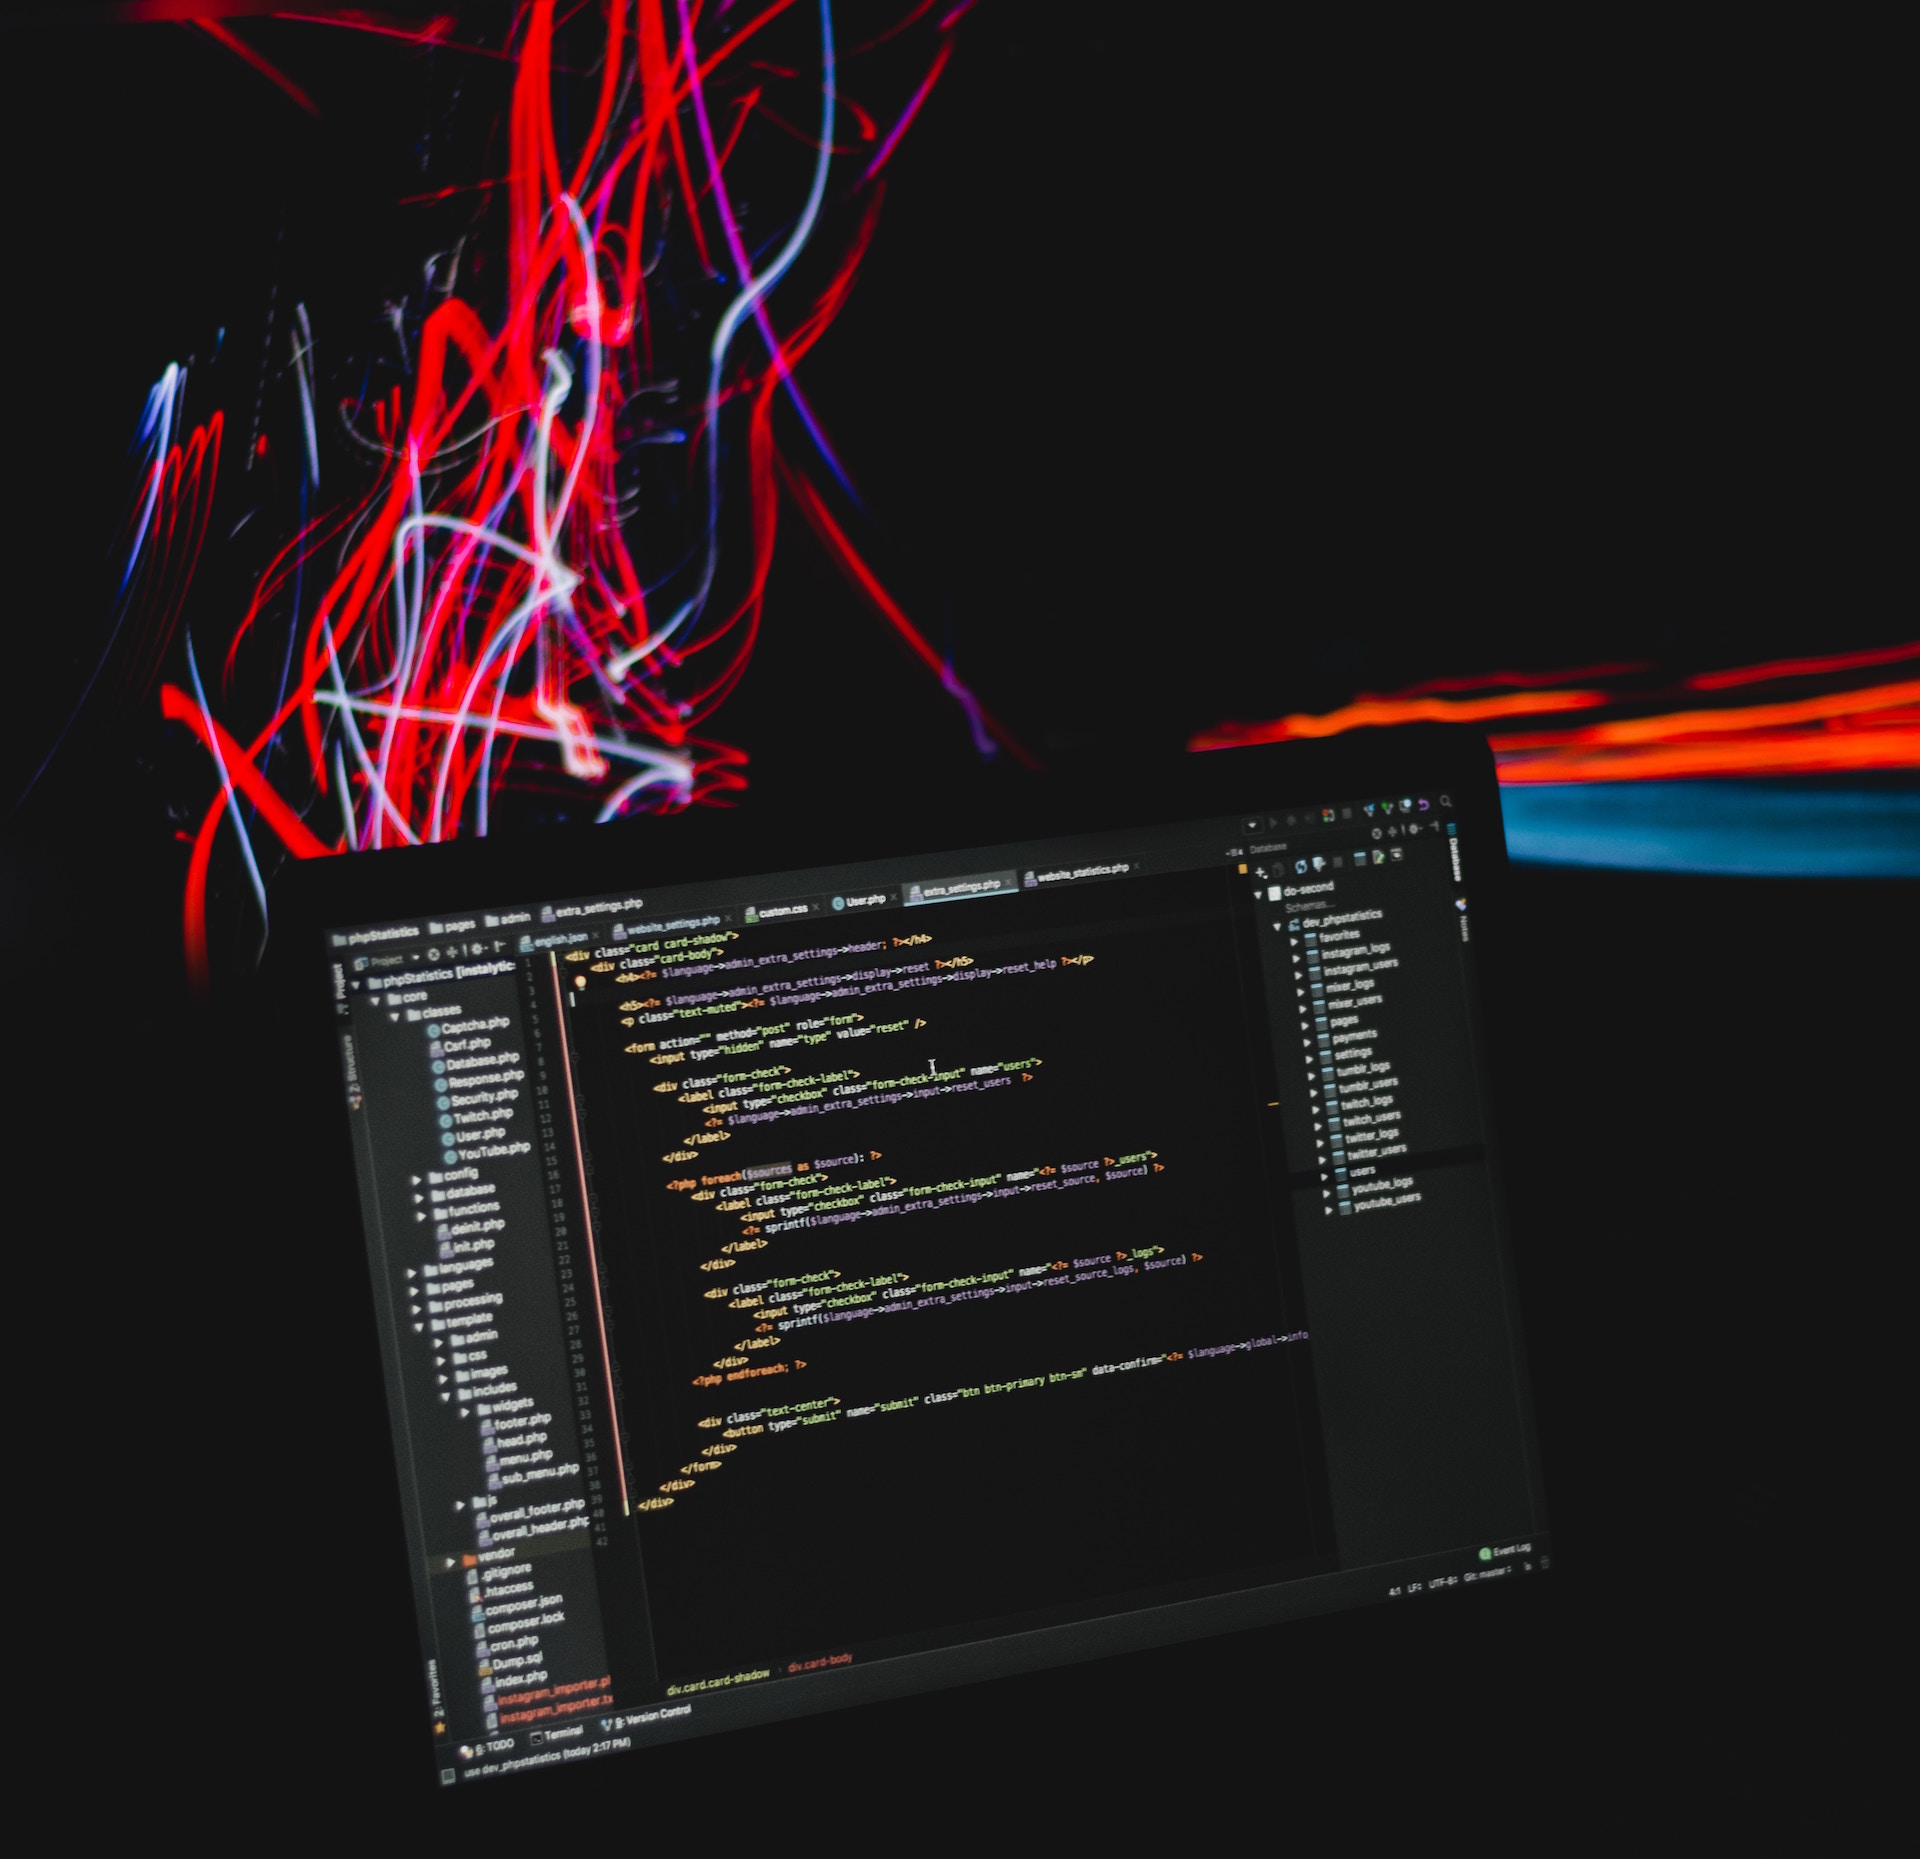 phpStatistics pages admin extra_settings.php
Project
english.json website_settings.php custom.css User.php extra_settings.php website_statistics.php
phpStatistics [instalytic
core
classes
Captcha.php
Csrf.php
Database.php
Response.php
Security.php
Twitch.php
User.php
YouTube.php
config
database
functions
deinit.php
init.php
languages
pages
processing
template
admin
css
images
includes
widgets
footer.php
head.php
menu.php
sub_menu.php
js
overall_footer.php
overall_header.php
vendor
.gitignore
.htaccess
composer.json
composer.lock
cron.php
Dump.sql
index.php
instagram_importer.p
instagram_importer.tx
1: Project
2: Structure
2: Favorites
<div class="card card-shadow">
<div class="card-body">
<h4><?= $language->admin_extra_settings->header; ?></h4>
<h5><?= $language->admin_extra_settings->display->reset ?></h5>
<p class="text-muted"><?= $language->admin_extra_settings->display->reset_help ?></p>
<form action="" method="post" role="form">
<input type="hidden" name="type" value="reset" />
<div class="form-check">
<label class="form-check-label">
<input type="checkbox" class="form-check-input" name="users">
<?= $language->admin_extra_settings->input->reset_users ?>
</label>
</div>
<?php foreach($sources as $source): ?>
<div class="form-check">
<label class="form-check-label">
<input type="checkbox" class="form-check-input" name="<?= $source ?>_users">
<?= sprintf($language->admin_extra_settings->input->reset_source, $source) ?>
</label>
</div>
<div class="form-check">
<label class="form-check-label">
<input type="checkbox" class="form-check-input" name="<?= $source ?>_logs">
<?= sprintf($language->admin_extra_settings->input->reset_source_logs, $source) ?>
</label>
</div>
<?php endforeach; ?>
<div class="text-center">
<button type="submit" name="submit" class="btn btn-primary btn-sm" data-confirm="<?= $language->global->info
</div>
</form>
</div>
</div>
div.card.card-shadow div.card-body
Database
do-second
Schemas...
dev_phpstatistics
favorites
instagram_logs
instagram_users
mixer_logs
mixer_users
pages
payments
settings
tumblr_logs
tumblr_users
twitch_logs
twitch_users
twitter_logs
twitter_users
users
youtube_logs
youtube_users
Database
Notes
6: TODO Terminal 9: Version Control
Event Log
use dev_phpstatistics (today 2:17 PM)
4:1 LF UTF-8 Git: master